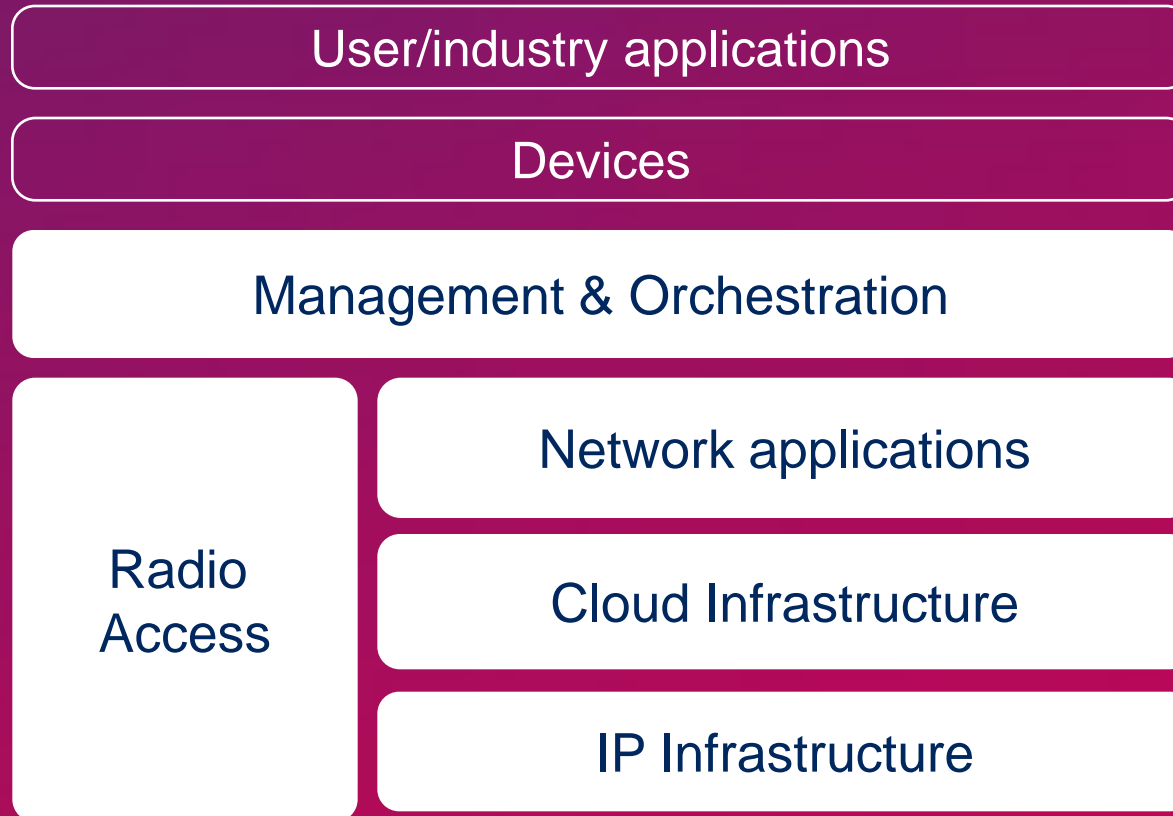 User/industry applications
Devices
Management & Orchestration
Radio
Access
Network applications
Cloud Infrastructure
IP Infrastructure